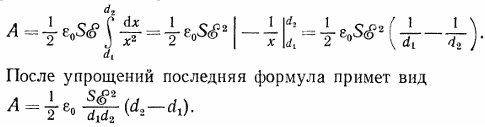 A = 1/2 ε₀Sℰ² ∫_{d₁}^{d₂} dx/x² = 1/2 ε₀Sℰ² |− 1/x|_{d₁}^{d₂} = 1/2 ε₀Sℰ² (1/d₁ − 1/d₂).
После упрощений последняя формула примет вид
A = 1/2 ε₀ Sℰ²/d₁d₂ (d₂—d₁).